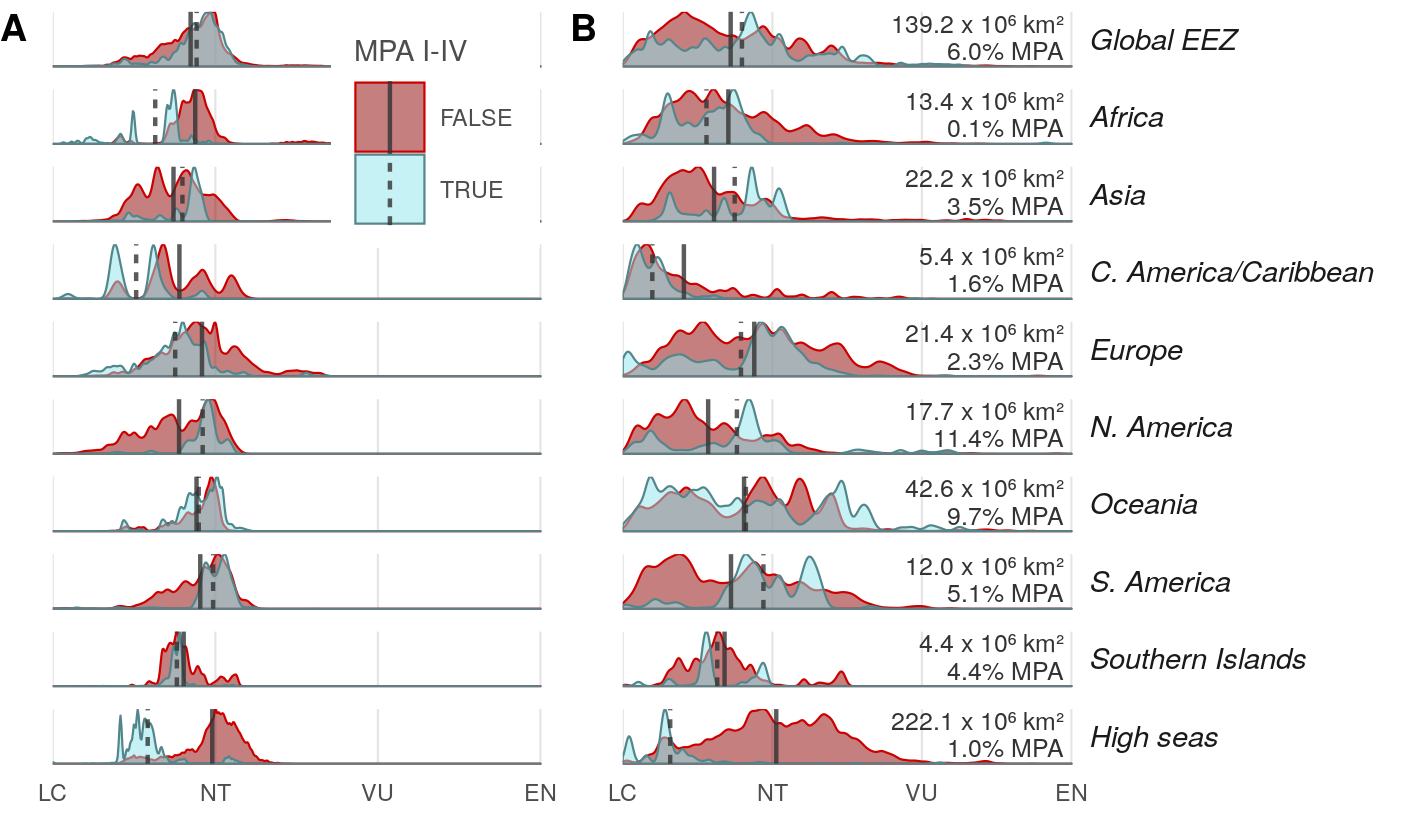 A
B
MPA I-IV
FALSE
TRUE
139.2 x 10⁶ km²
6.0% MPA
Global EEZ
13.4 x 10⁶ km²
0.1% MPA
Africa
22.2 x 10⁶ km²
3.5% MPA
Asia
5.4 x 10⁶ km²
1.6% MPA
C. America/Caribbean
21.4 x 10⁶ km²
2.3% MPA
Europe
17.7 x 10⁶ km²
11.4% MPA
N. America
42.6 x 10⁶ km²
9.7% MPA
Oceania
12.0 x 10⁶ km²
5.1% MPA
S. America
4.4 x 10⁶ km²
4.4% MPA
Southern Islands
222.1 x 10⁶ km²
1.0% MPA
High seas
LC NT VU EN
LC NT VU EN